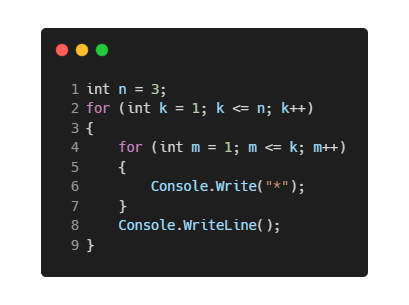 1 int n = 3;
2 for (int k = 1; k <= n; k++)
3 {
4     for (int m = 1; m <= k; m++)
5     {
6         Console.Write("*");
7     }
8     Console.WriteLine();
9 }